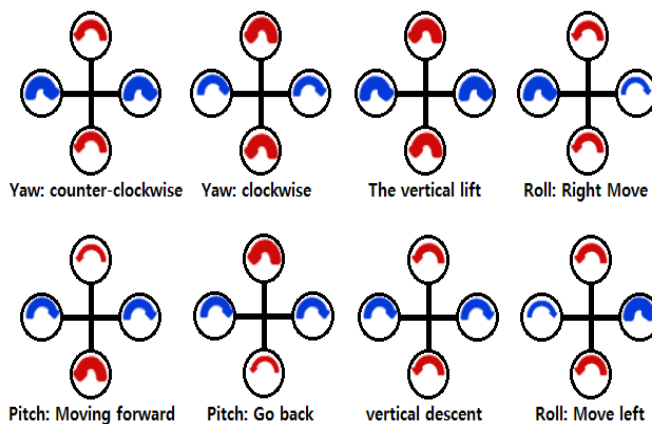 Yaw: counter-clockwise
Yaw: clockwise
The vertical lift
Roll: Right Move
Pitch: Moving forward
Pitch: Go back
vertical descent
Roll: Move left